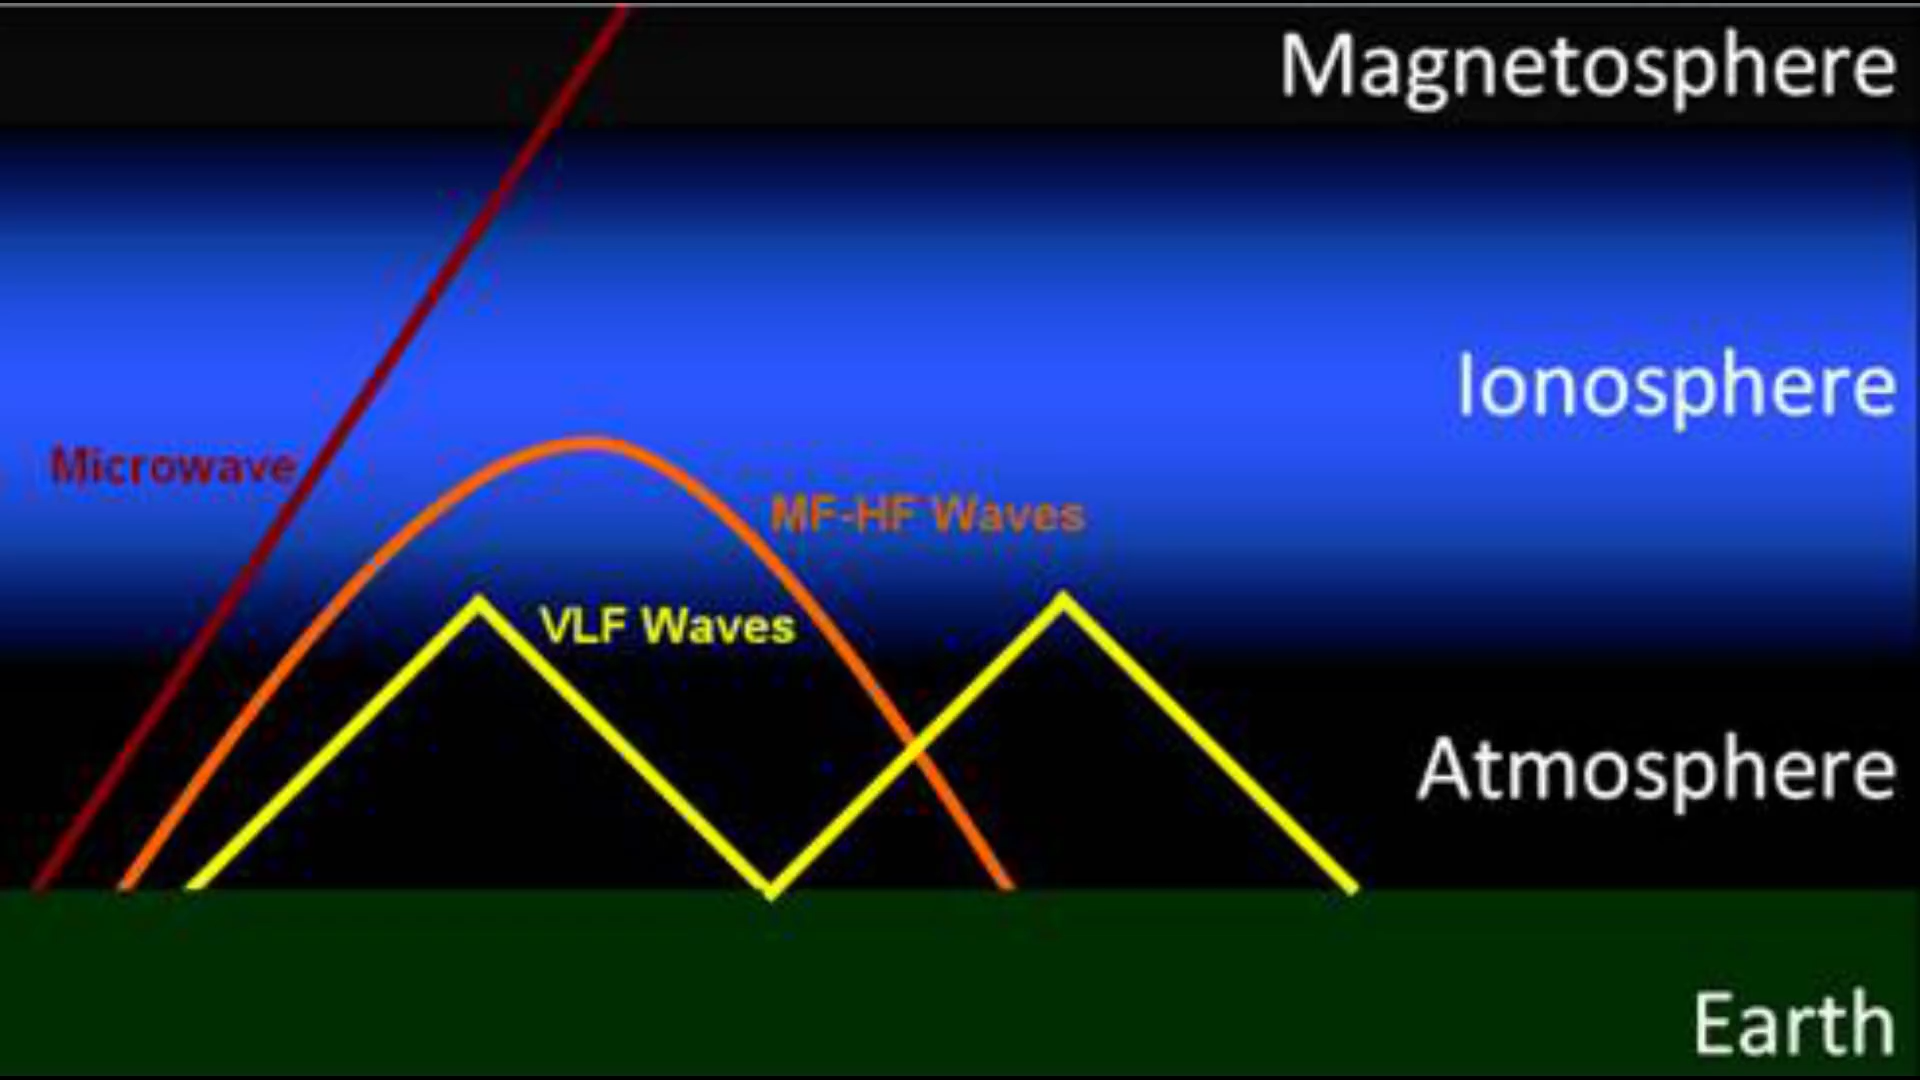 Magnetosphere
Ionosphere
Microwave
MF-HF Waves
VLF Waves
Atmosphere
Earth